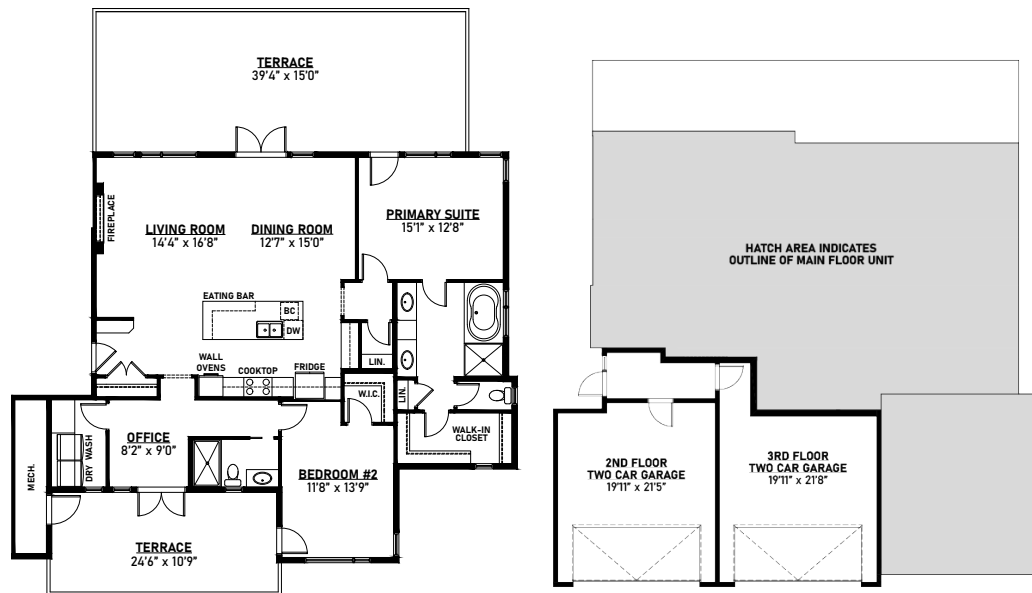 TERRACE
39'4" x 15'0"
FIREPLACE
LIVING ROOM
14'4" x 16'8"
DINING ROOM
12'7" x 15'0"
PRIMARY SUITE
15'1" x 12'8"
EATING BAR
BC
DW
WALL
OVENS
COOKTOP
FRIDGE
LIN.
W.I.C.
LIN.
WALK-IN
CLOSET
MECH.
DRY WASH
OFFICE
8'2" x 9'0"
BEDROOM #2
11'8" x 13'9"
TERRACE
24'6" x 10'9"
HATCH AREA INDICATES
OUTLINE OF MAIN FLOOR UNIT
2ND FLOOR
TWO CAR GARAGE
19'11" x 21'5"
3RD FLOOR
TWO CAR GARAGE
19'11" x 21'8"